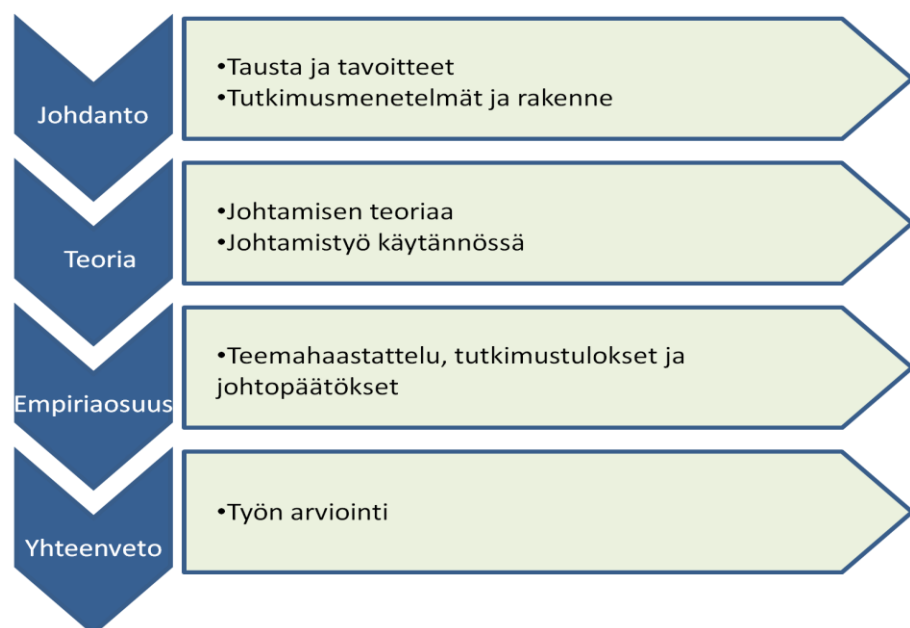 Johdanto
•Tausta ja tavoitteet
•Tutkimusmenetelmät ja rakenne
Teoria
•Johtamisen teoriaa
•Johtamistyö käytännössä
Empiriaosuus
•Teemahaastattelu, tutkimustulokset ja
johtopäätökset
Yhteenveto
•Työn arviointi